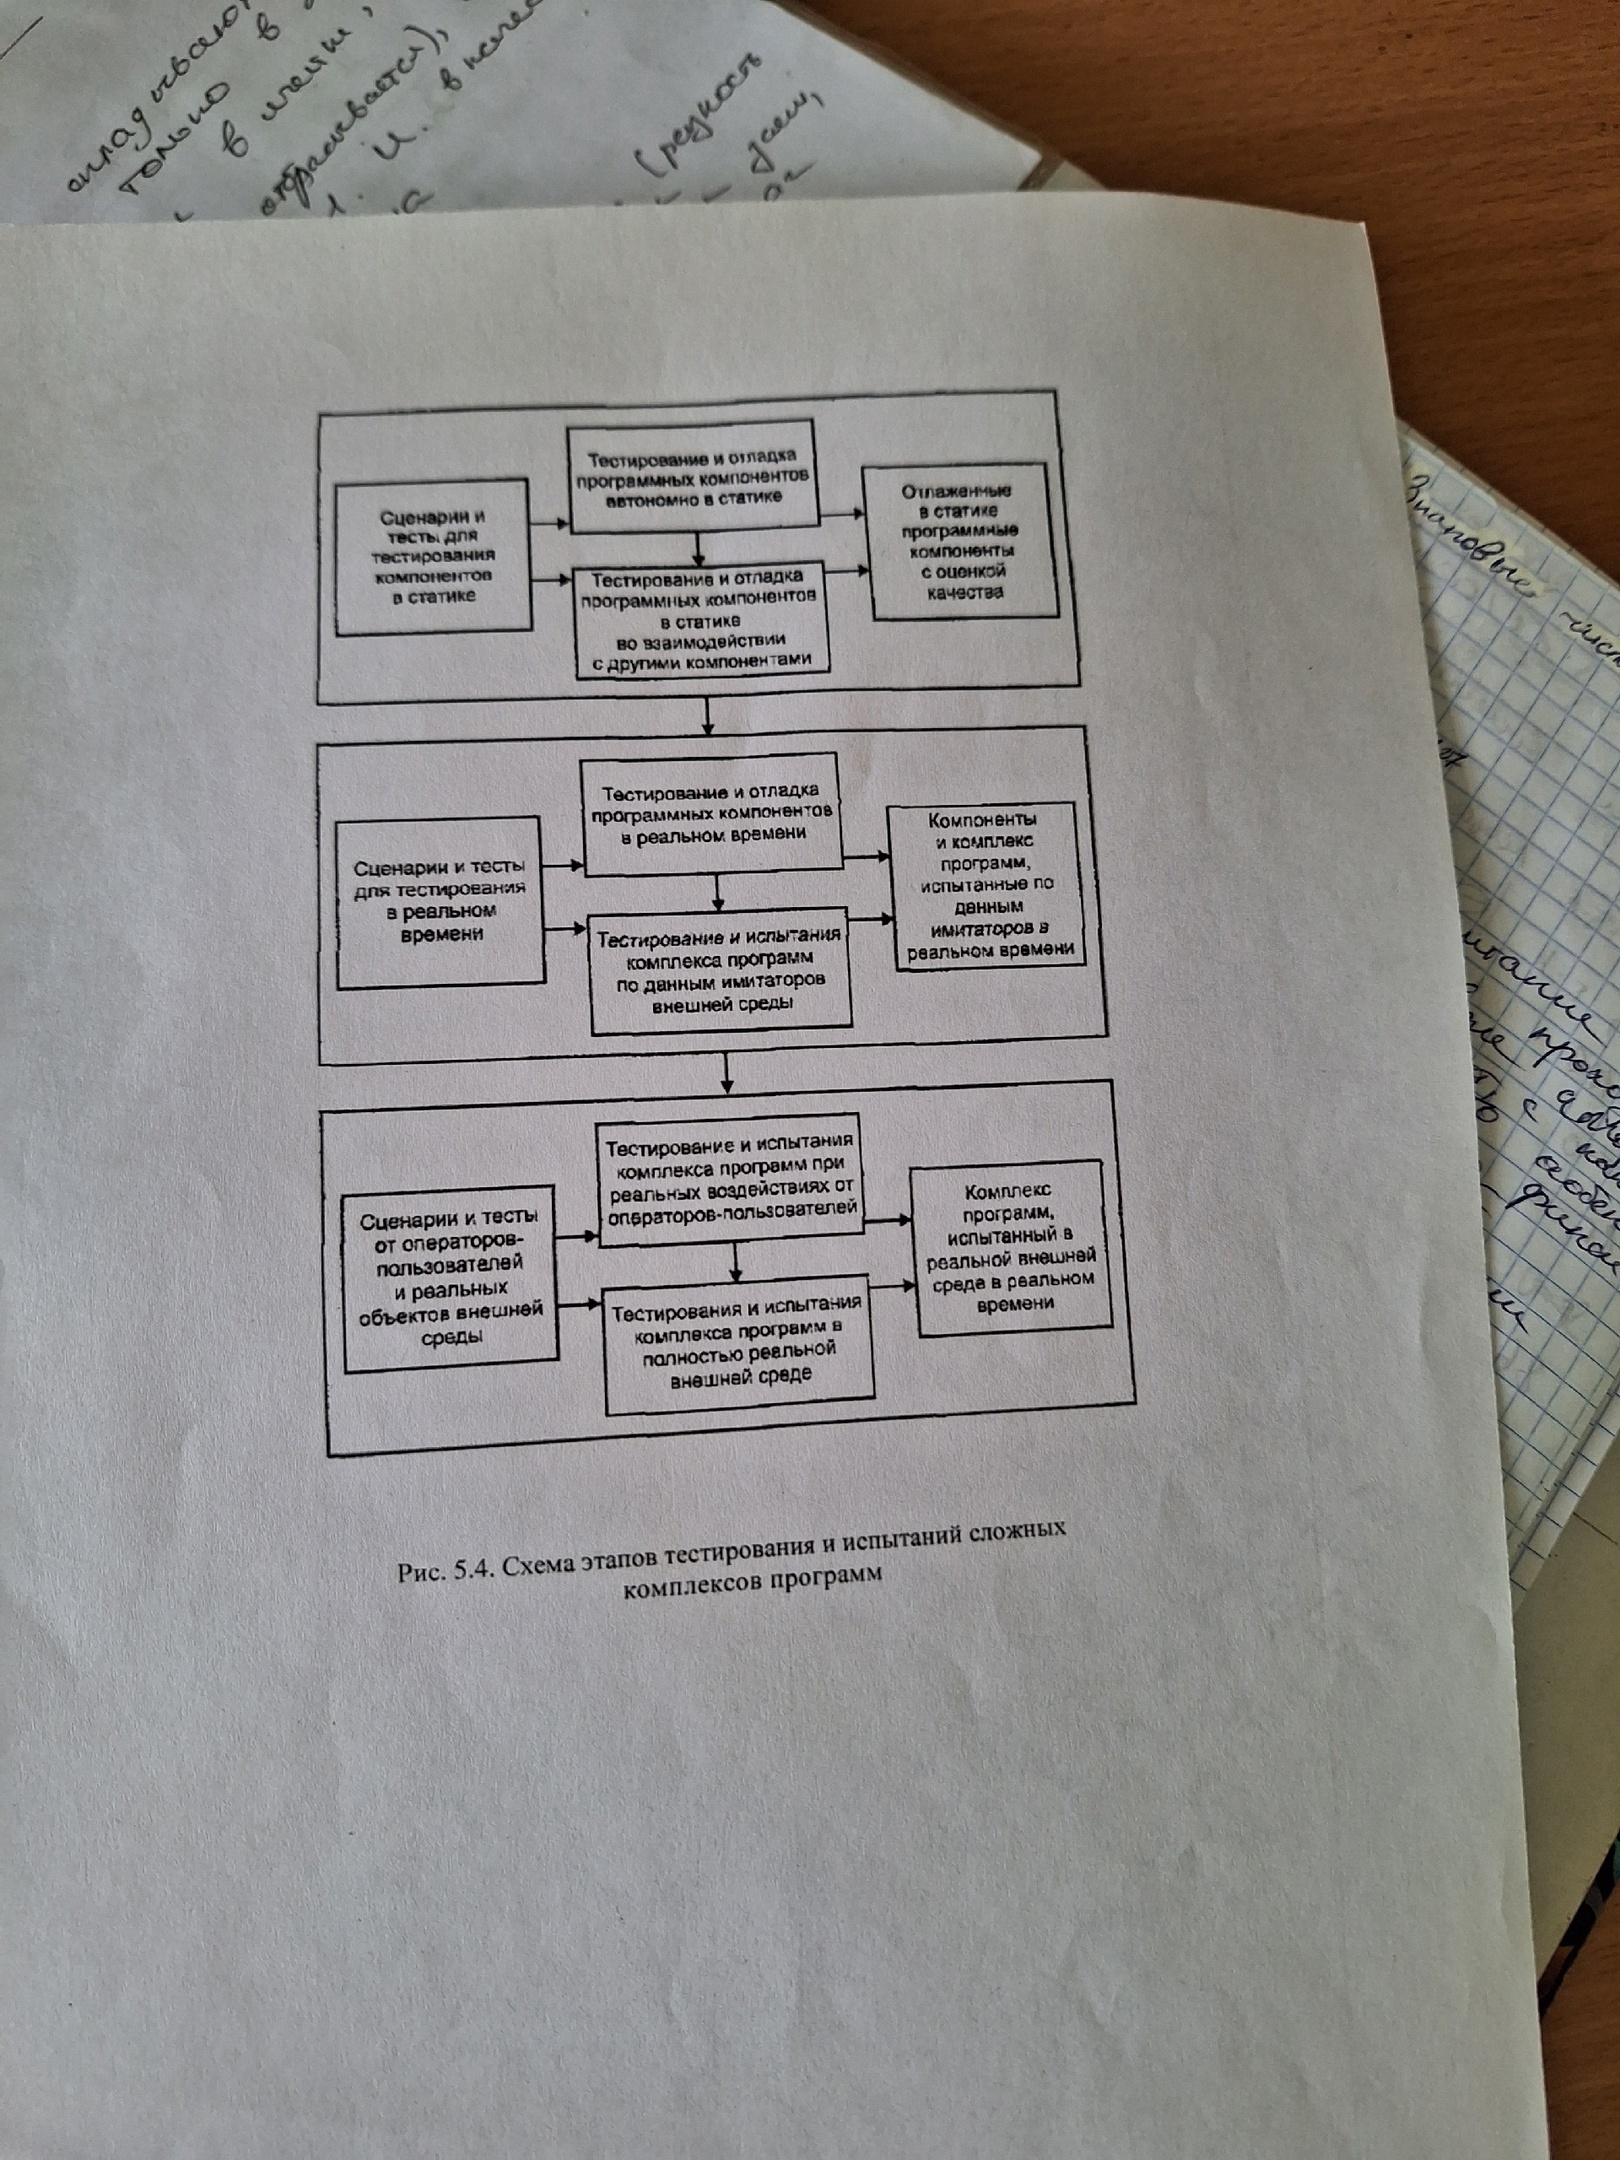 только в
в
(редкость
Тестирование и отладка
программных компонентов
автономно в статике
Сценарии и
тесты для
тестирования
компонентов
в статике
Тестирование и отладка
программных компонентов
в статике
во взаимодействии
с другими компонентами
Отлаженные
в статике
программные
компоненты
с оценкой
качества
Тестирование и отладка
программных компонентов
в реальном времени
Сценарии и тесты
для тестирования
в реальном
времени
Тестирование и испытания
комплекса программ
по данным имитаторов
внешней среды
Компоненты
и комплекс
программ,
испытанные по
данным
имитаторов в
реальном времени
Тестирование и испытания
комплекса программ при
реальных воздействиях от
операторов-пользователей
Сценарии и тесты
от операторов-
пользователей
и реальных
объектов внешней
среды
Тестирования и испытания
комплекса программ в
полностью реальной
внешней среде
Комплекс
программ,
испытанный в
реальной внешней
среде в реальном
времени
Рис. 5.4. Схема этапов тестирования и испытаний сложных
комплексов программ